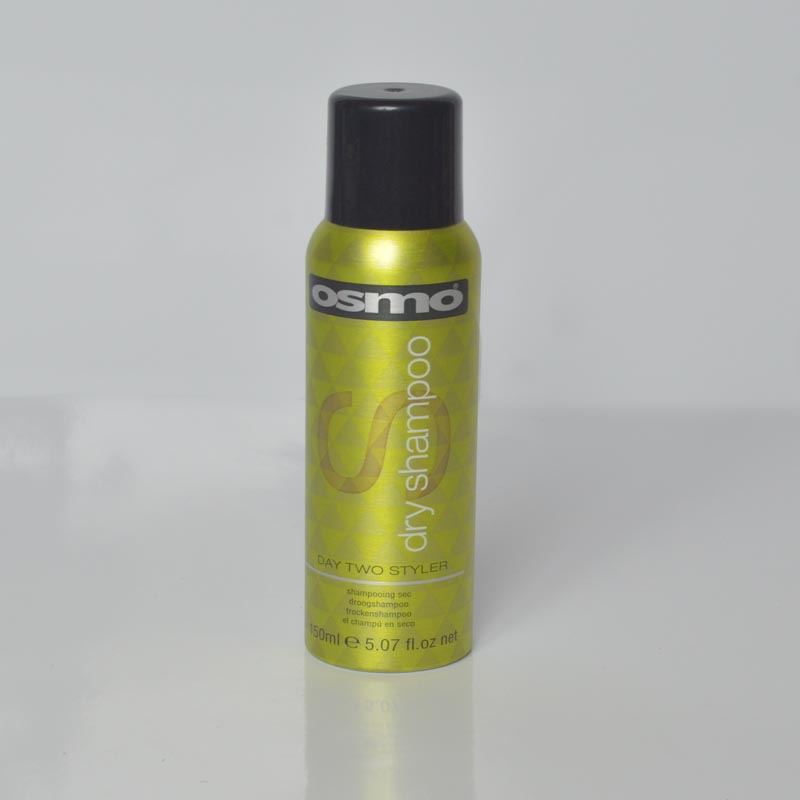 osmo®
S
dry shampoo
DAY TWO STYLER
shampooing sec
droogshampoo
trockenshampoo
el champú en seco
150ml ℮ 5.07 fl.oz net